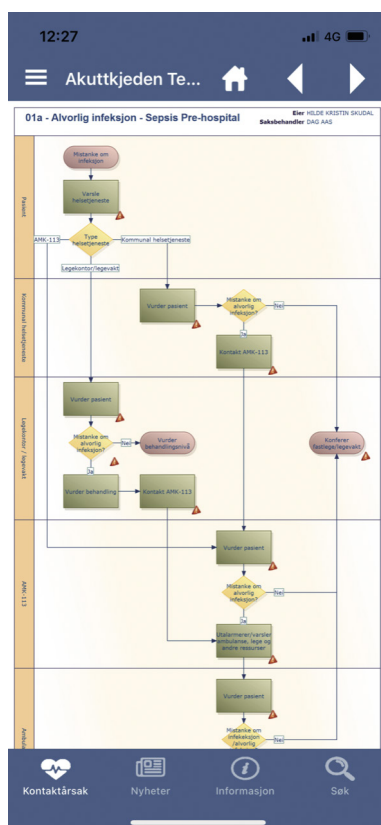 12:27
4G
Akuttkjeden Te...
01a - Alvorlig infeksjon - Sepsis Pre-hospital
Eier HILDE KRISTIN SKUDAL
Saksbehandler DAG AAS
Pasient
Mistanke om
infeksjon
Varsle
helsetjeneste
Type
helsetjeneste
AMK-113
Kommunal helsetjeneste
Legekontor/legevakt
Kommunal helsetjeneste
Vurder pasient
Mistanke om
alvorlig
infeksjon?
Nei
Ja
Kontakt AMK-113
Legekontor / legevakt
Vurder pasient
Mistanke om
alvorlig
infeksjon?
Nei
Vurder
behandlingsnivå
Konferer
fastlege/legevakt
Ja
Vurder behandling
Kontakt AMK-113
AMK-113
Vurder pasient
Mistanke om
alvorlig
infeksjon?
Nei
Ja
Utalarmerer/varsler
ambulanse, lege og
andre ressurser
Vurder pasient
Mistanke om
infekeksjon
/alvorlig
Nei
Kontaktårsak
Nyheter
Informasjon
Søk